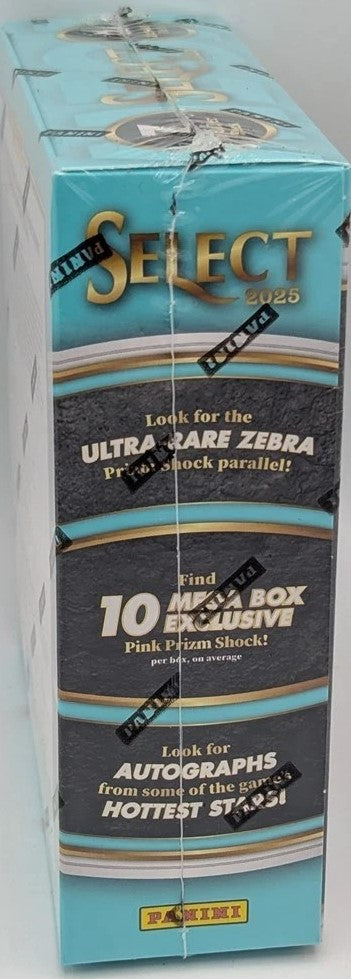 SELECT
2025
Look for the
ULTRA-RARE ZEBRA
Prizm Shock parallel!
Find
10 MEGA BOX
EXCLUSIVE
Pink Prizm Shock!
per box, on average
Look for
AUTOGRAPHS
from some of the game's
HOTTEST STARS!
PANINI